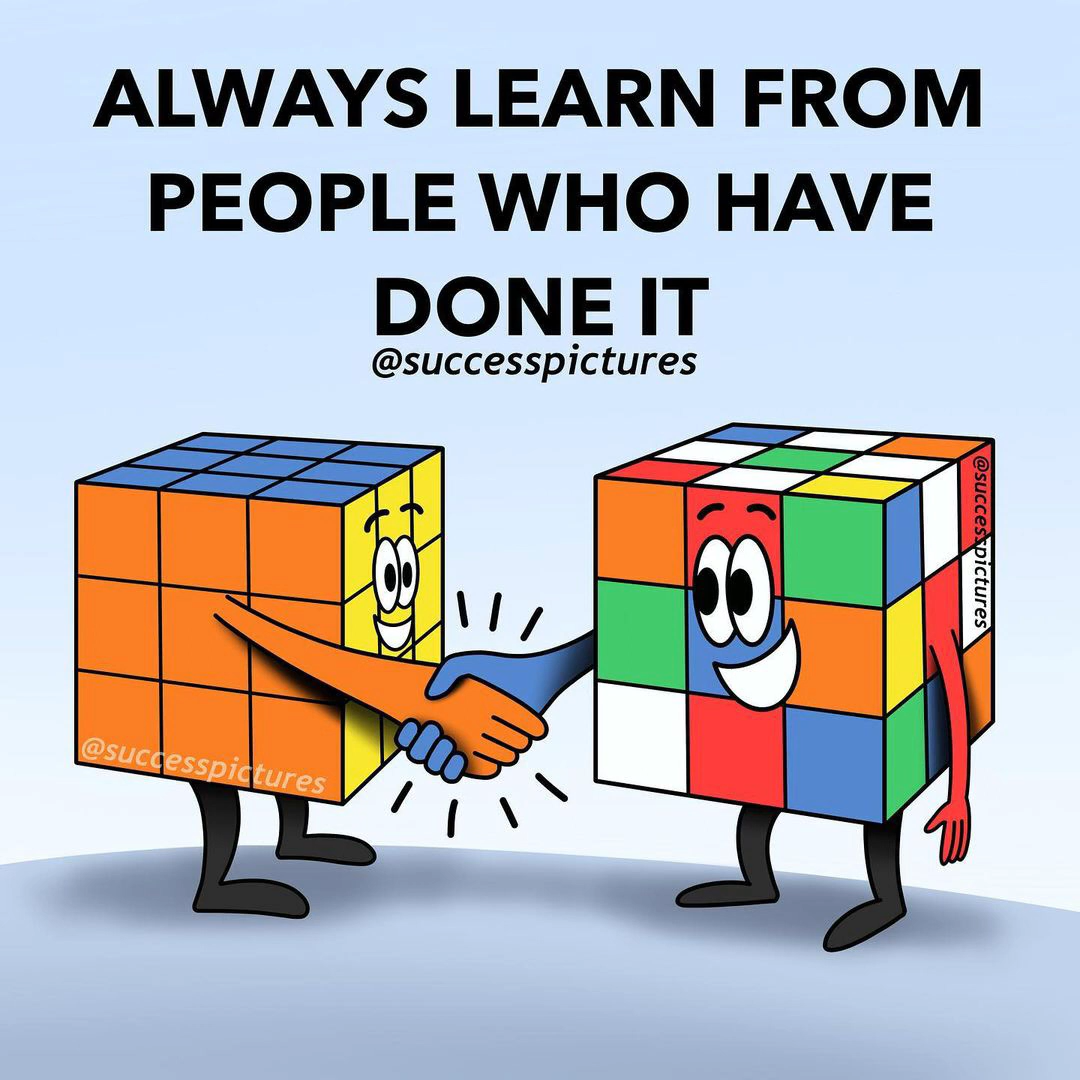 ALWAYS LEARN FROM
PEOPLE WHO HAVE
DONE IT
@successpictures
@successpictures
@successpictures